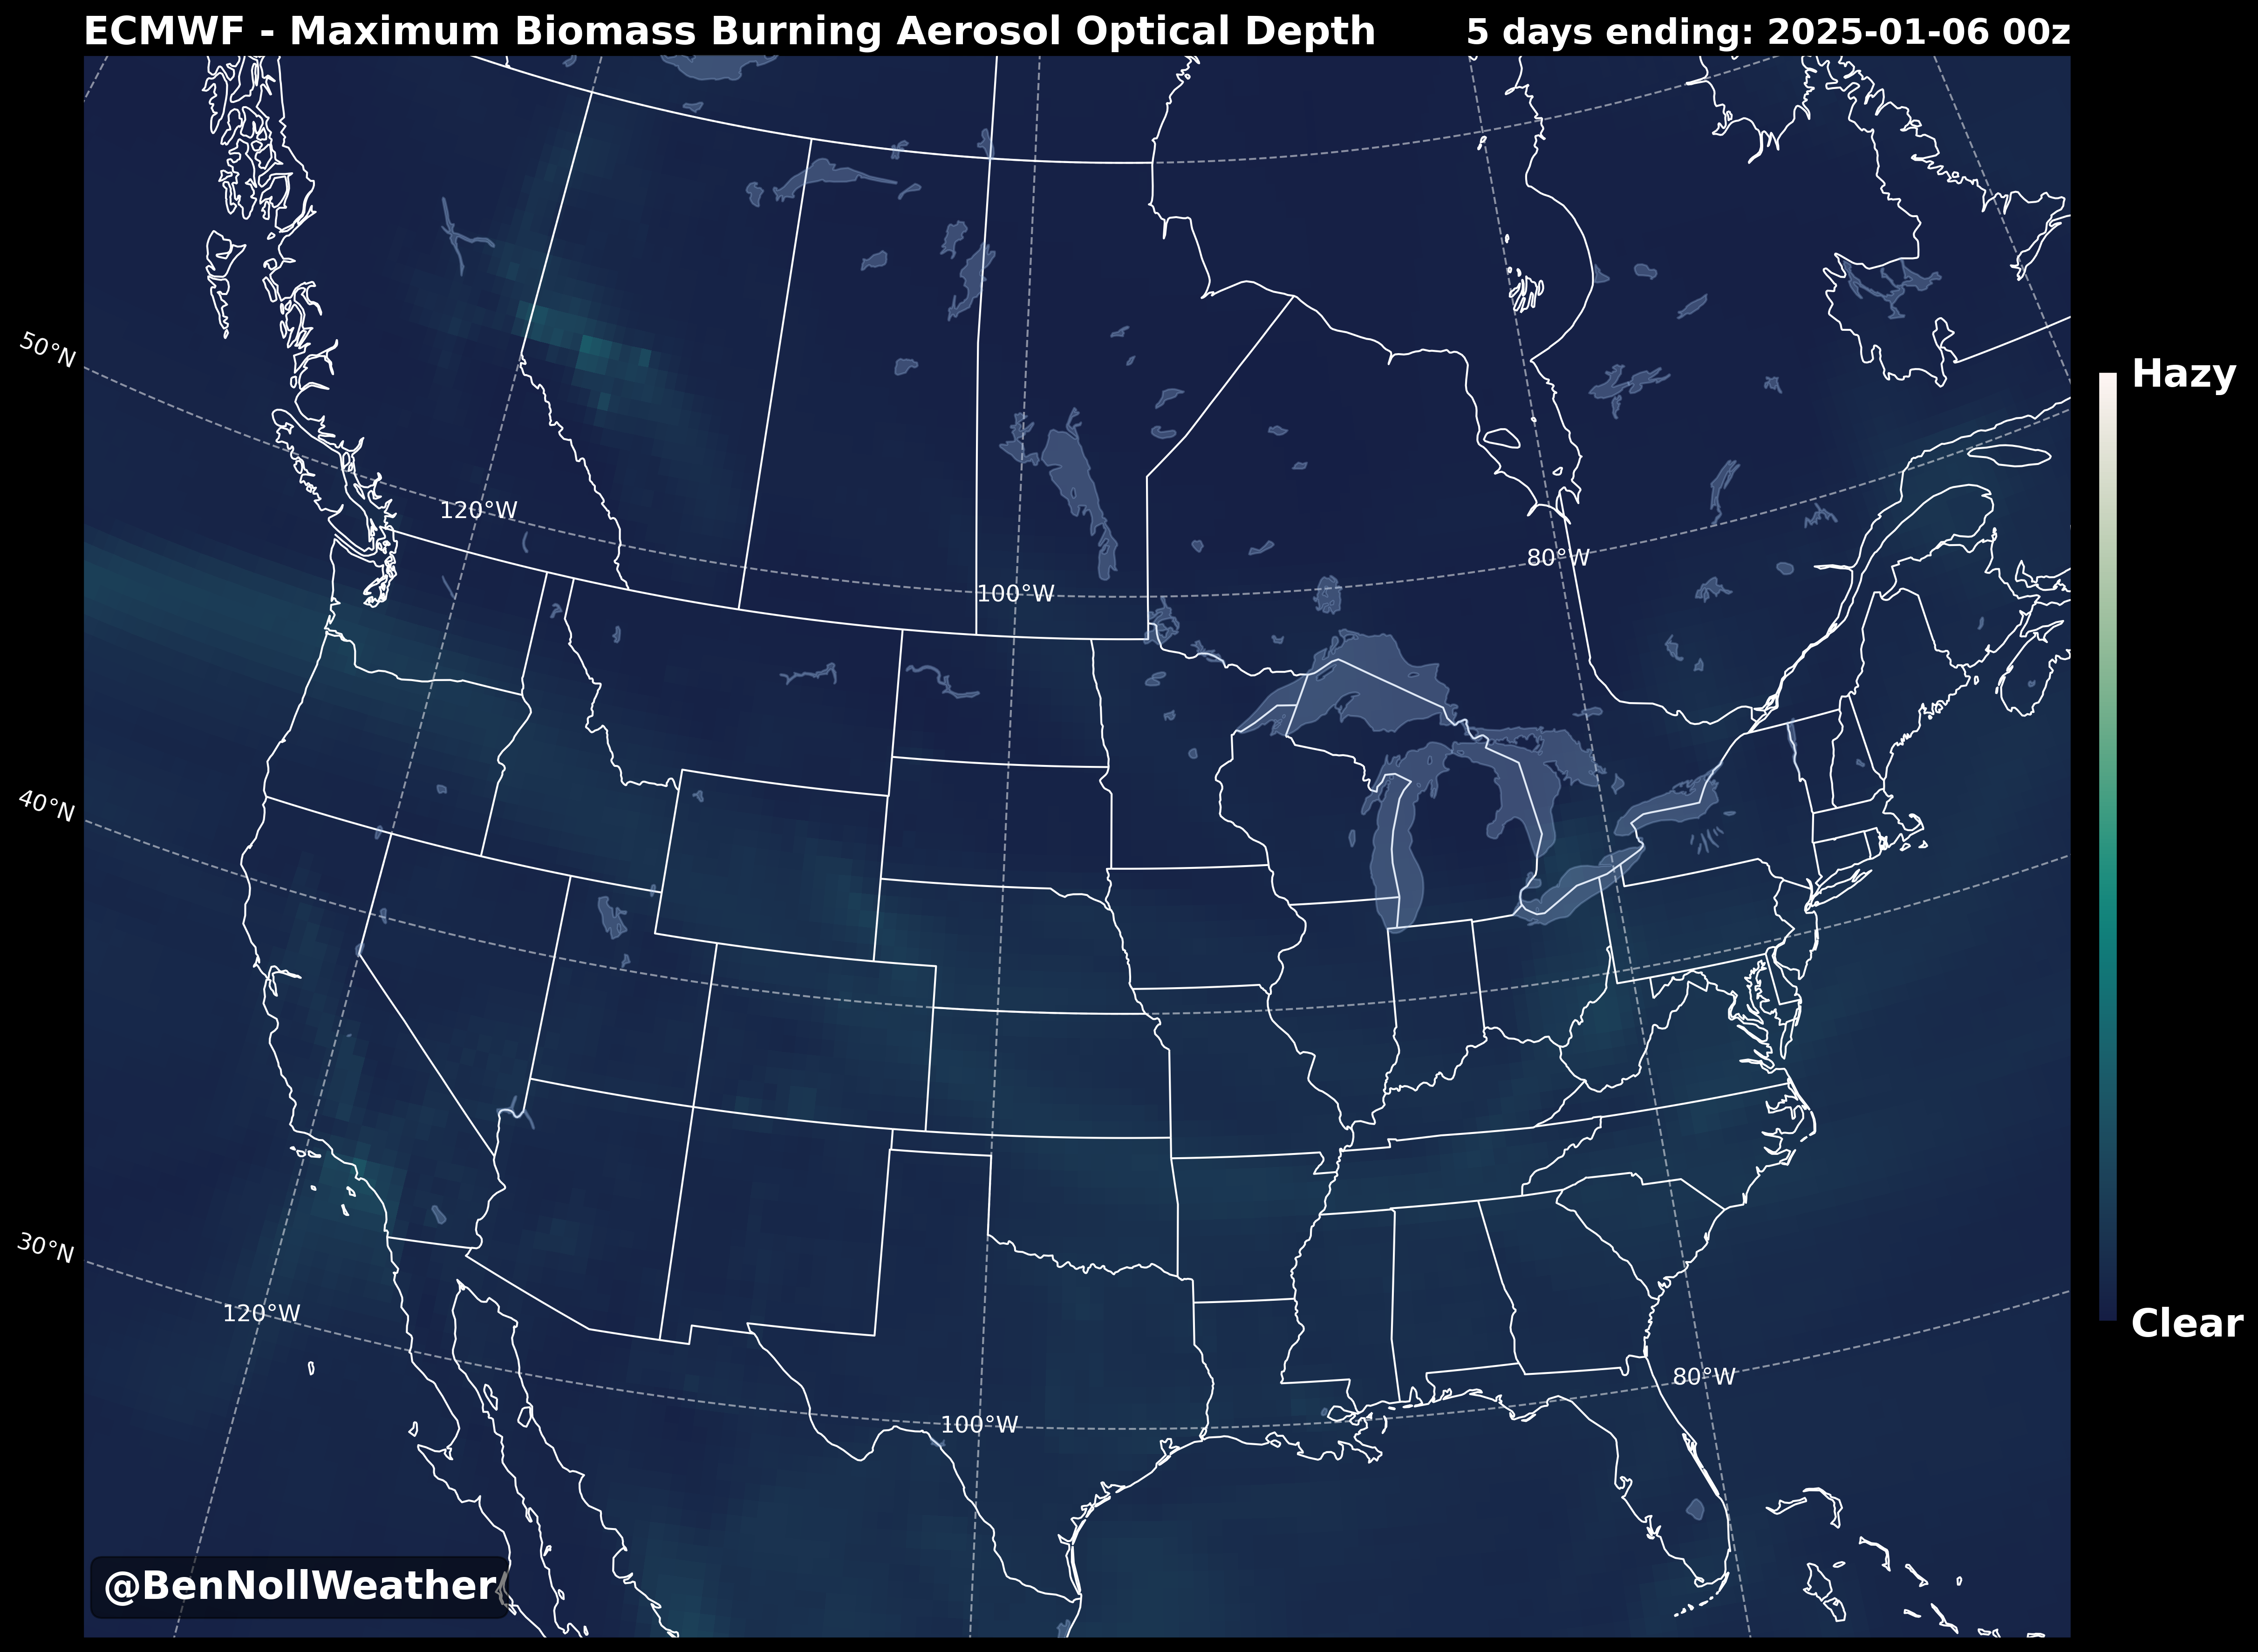 ECMWF - Maximum Biomass Burning Aerosol Optical Depth
5 days ending: 2025-01-06 00z
50°N
Hazy
120°W
80°W
100°W
40°N
30°N
120°W
Clear
80°W
100°W
@BenNollWeather